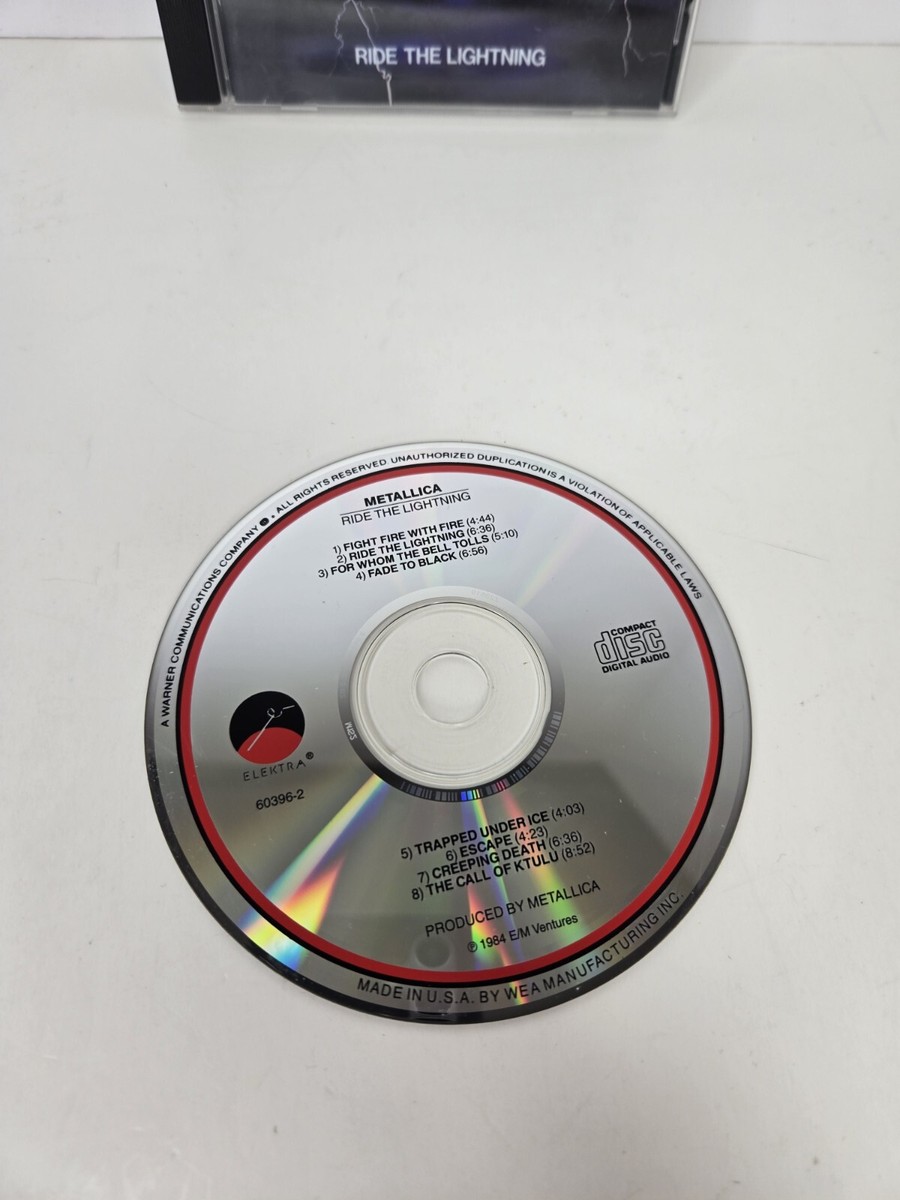 RIDE THE LIGHTNING
A WARNER COMMUNICATIONS COMPANY • ALL RIGHTS RESERVED UNAUTHORIZED DUPLICATION IS A VIOLATION OF APPLICABLE LAWS
METALLICA
RIDE THE LIGHTNING
1) FIGHT FIRE WITH FIRE (4:44)
2) RIDE THE LIGHTNING (6:36)
3) FOR WHOM THE BELL TOLLS (5:10)
4) FADE TO BLACK (6:56)
COMPACT
disc
DIGITAL AUDIO
ELEKTRA®
60396-2
5) TRAPPED UNDER ICE (4:03)
6) ESCAPE (4:23)
7) CREEPING DEATH (6:36)
8) THE CALL OF KTULU (8:52)
PRODUCED BY METALLICA
℗ 1984 E/M Ventures
MADE IN U.S.A. BY WEA MANUFACTURING INC.